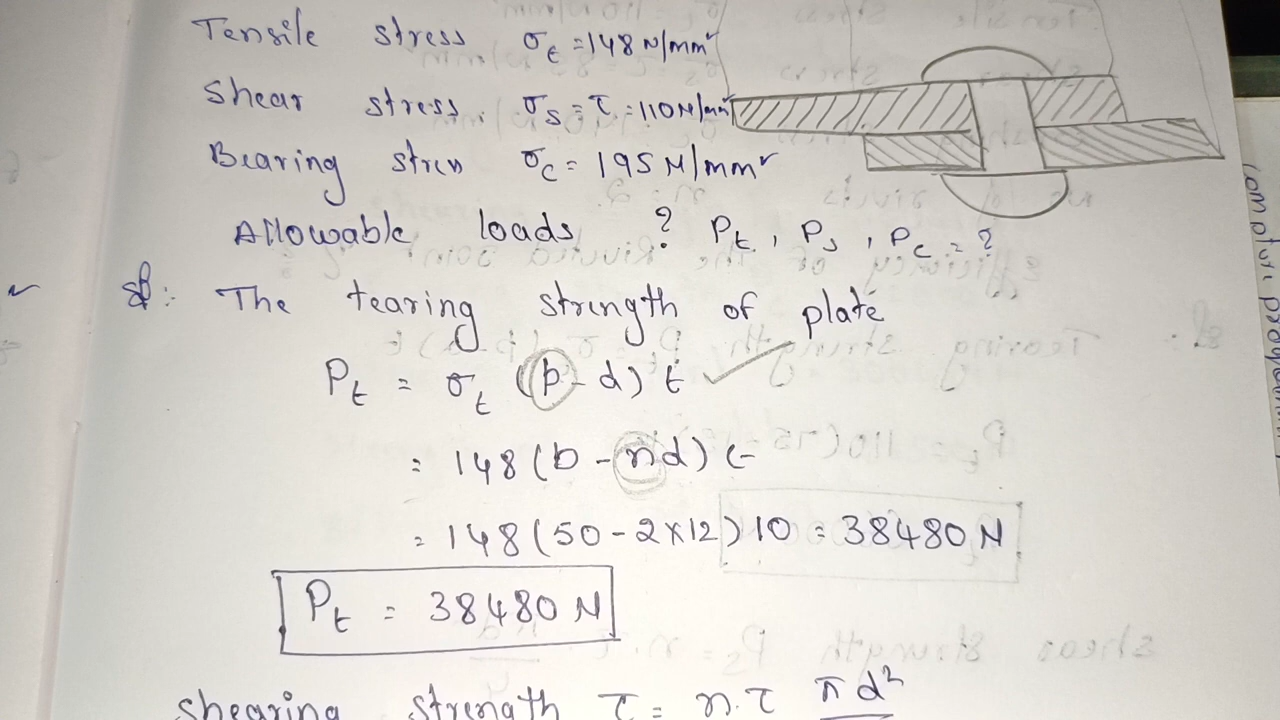 Tensile stress σt = 148 N/mm²
Shear stress. σs = τ = 110 N/mm²
Bearing stress σc = 195 N/mm²
Allowable loads ? Pt, Ps, Pc = ?
Sol: The tearing strength of plate
Pt = σt (p - d) t
= 148 (b - nd) t
= 148 (50 - 2×12) 10 = 38480 N
Pt = 38480 N
Shearing strength τ = n.τ πd²